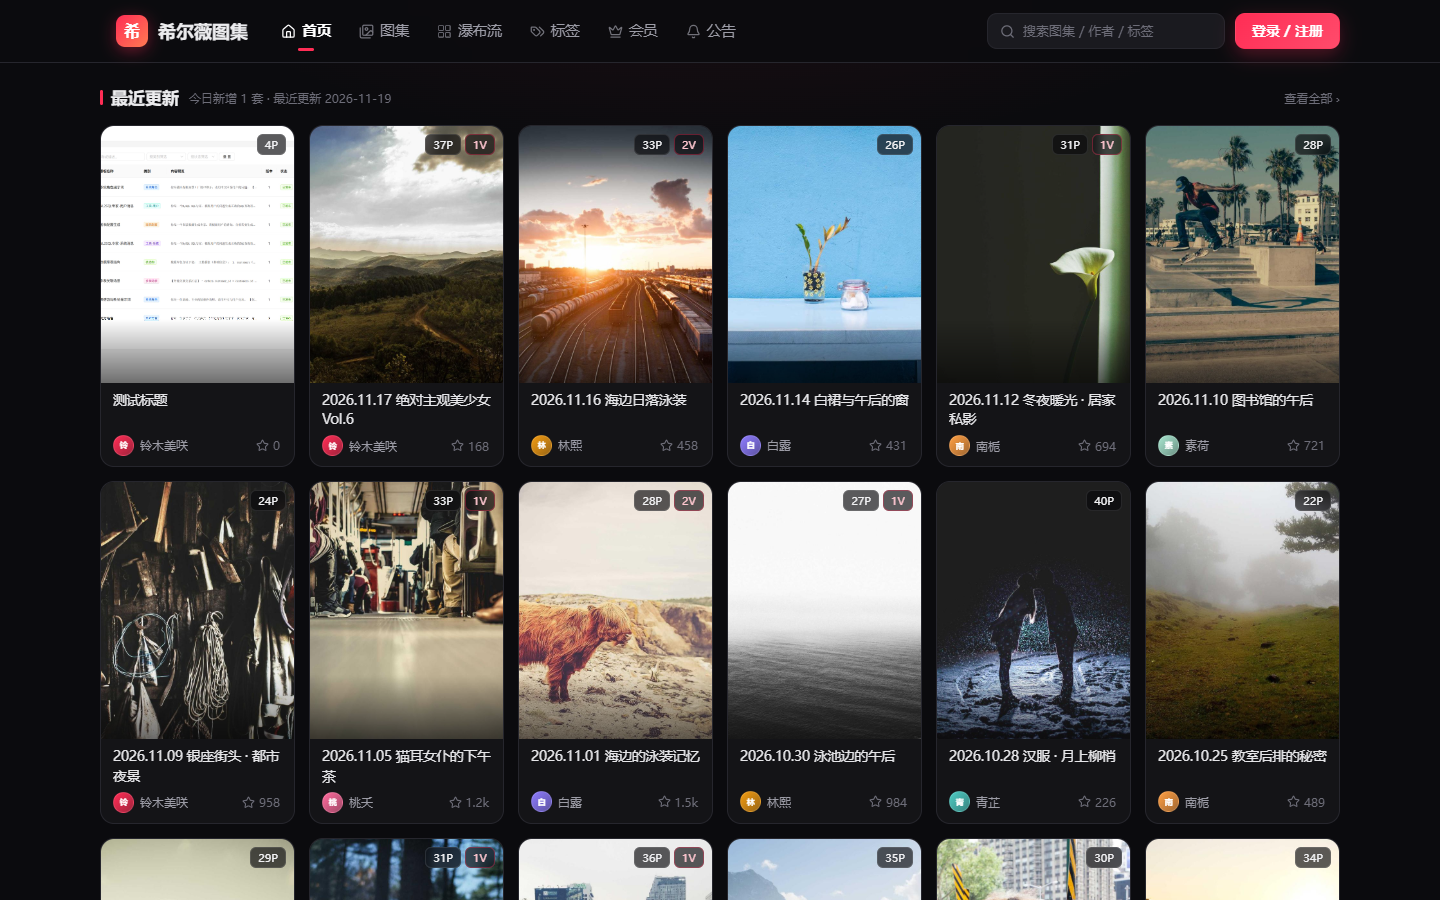 希 希尔薇图集 首页 图集 瀑布流 标签 会员 公告 搜索图集 / 作者 / 标签 登录 / 注册
最近更新 今日新增 1 套 · 最近更新 2026-11-19 查看全部 ›
4P 37P 1V 33P 2V 26P 31P 1V 28P
测试标题
铃 铃木美咲 0
2026.11.17 绝对主观美少女
Vol.6
铃 铃木美咲 168
2026.11.16 海边日落泳装
林 林熙 458
2026.11.14 白裙与午后的窗
白 白露 431
2026.11.12 冬夜暖光 · 居家
私影
南 南栀 694
2026.11.10 图书馆的午后
素 素荷 721
24P 33P 1V 28P 2V 27P 1V 40P 22P
2026.11.09 银座街头 · 都市
夜景
铃 铃木美咲 958
2026.11.05 猫耳女仆的下午
茶
桃 桃夭 1.2k
2026.11.01 海边的泳装记忆
白 白露 1.5k
2026.10.30 泳池边的午后
林 林熙 984
2026.10.28 汉服 · 月上柳梢
青 青芷 226
2026.10.25 教室后排的秘密
南 南栀 489
29P 31P 1V 36P 1V 35P 30P 34P